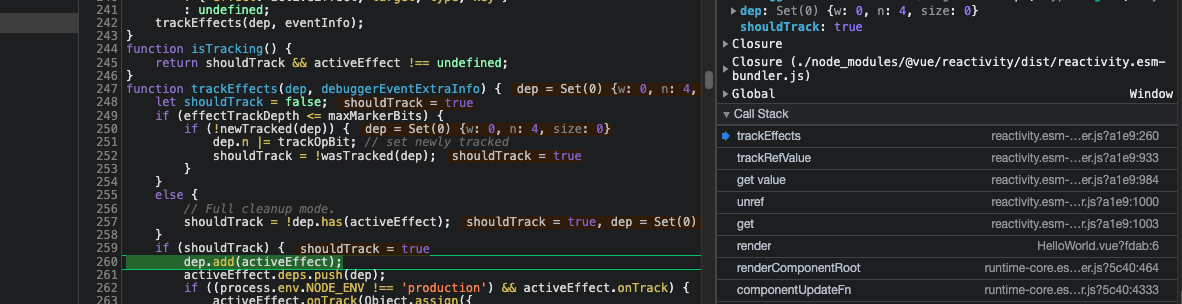 241 : undefined;
242 trackEffects(dep, eventInfo);
243 }
244 function isTracking() {
245 return shouldTrack && activeEffect !== undefined;
246 }
247 function trackEffects(dep, debuggerEventExtraInfo) { dep = Set(0) {w: 0, n: 4,
248 let shouldTrack = false; shouldTrack = true
249 if (effectTrackDepth <= maxMarkerBits) {
250 if (!newTracked(dep)) { dep = Set(0) {w: 0, n: 4, size: 0}
251 dep.n |= trackOpBit; // set newly tracked
252 shouldTrack = !wasTracked(dep); shouldTrack = true
253 }
254 }
255 else {
256 // Full cleanup mode.
257 shouldTrack = !dep.has(activeEffect); shouldTrack = true, dep = Set(0)
258 }
259 if (shouldTrack) { shouldTrack = true
260 dep.add(activeEffect);
261 activeEffect.deps.push(dep);
262 if ((process.env.NODE_ENV !== 'production') && activeEffect.onTrack) {
263 activeEffect.onTrack(Object.assign({
dep: Set(0) {w: 0, n: 4, size: 0}
shouldTrack: true
Closure
Closure (./node_modules/@vue/reactivity/dist/reactivity.esm-
bundler.js)
Global Window
Call Stack
trackEffects reactivity.esm-…er.js?a1e9:260
trackRefValue reactivity.esm-…er.js?a1e9:933
get value reactivity.esm-…er.js?a1e9:984
unref reactivity.esm-…er.js?a1e9:1000
get reactivity.esm-…er.js?a1e9:1003
render HelloWorld.vue?fdab:6
renderComponentRoot runtime-core.es…er.js?5c40:464
componentUpdateFn runtime-core.es…r.js?5c40:4333